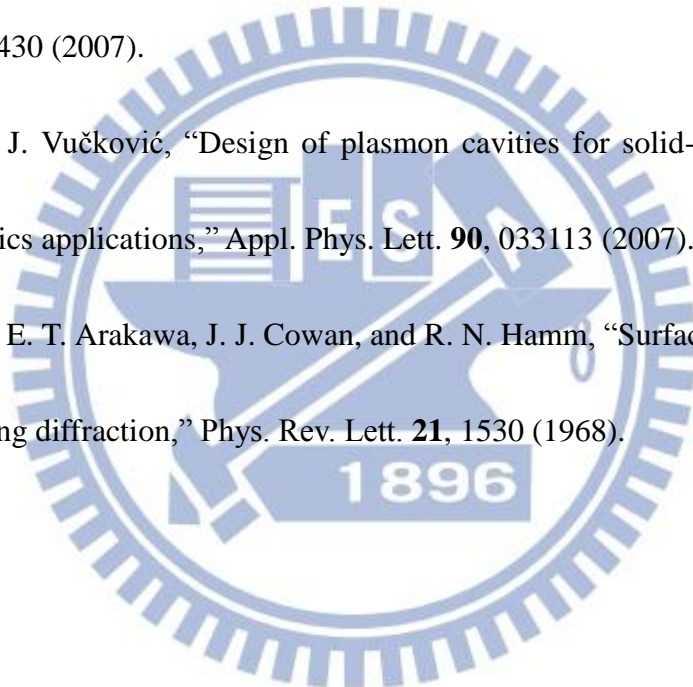 430 (2007).
J. Vučković, “Design of plasmon cavities for solid-
ics applications,” Appl. Phys. Lett. 90, 033113 (2007).
E. T. Arakawa, J. J. Cowan, and R. N. Hamm, “Surfac
ng diffraction,” Phys. Rev. Lett. 21, 1530 (1968).
E S A
1896